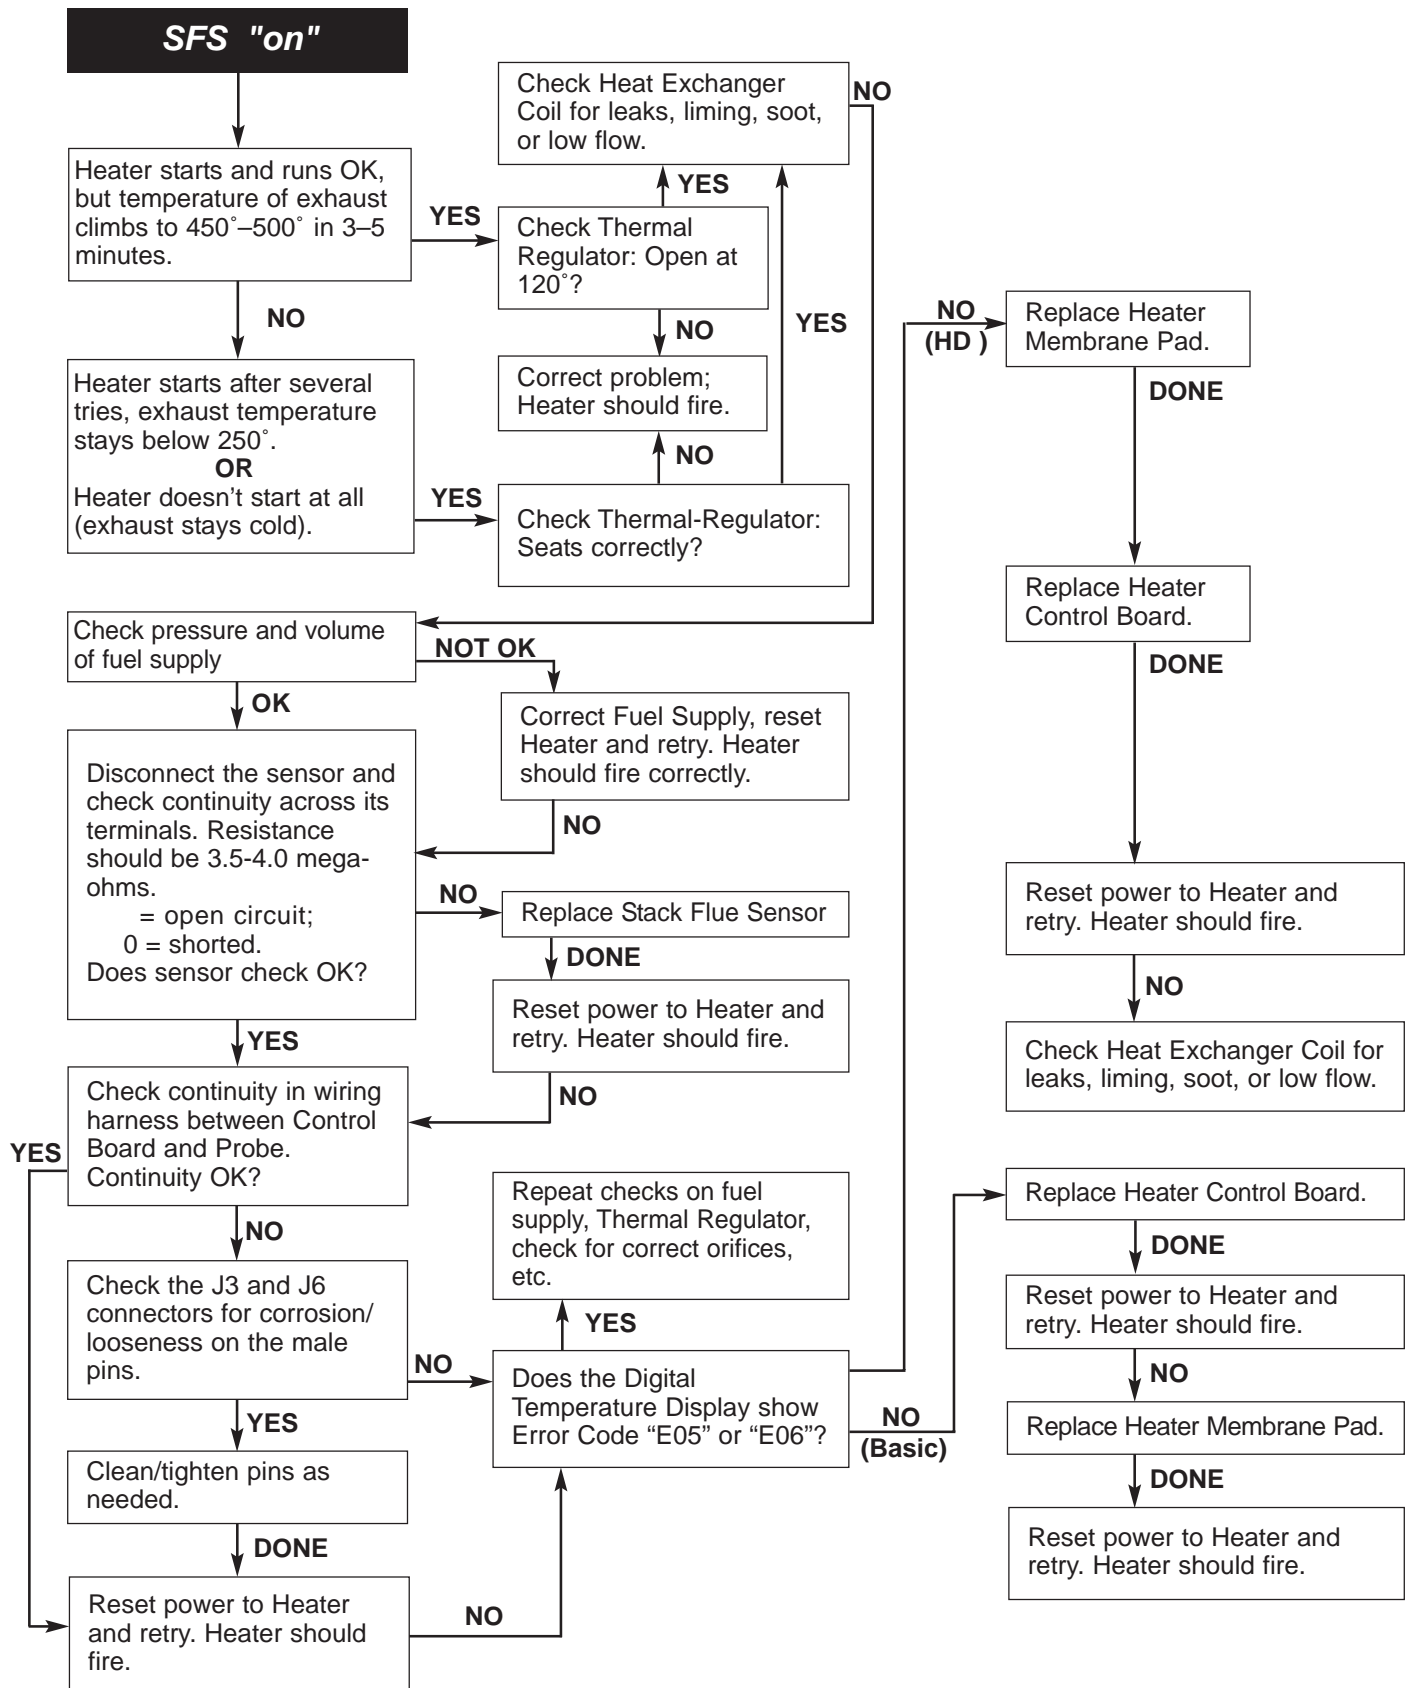 SFS "on"
Heater starts and runs OK,
but temperature of exhaust
climbs to 450˚–500˚ in 3–5
minutes.
YES
NO
Check Heat Exchanger
Coil for leaks, liming, soot,
or low flow.
NO
YES
Check Thermal
Regulator: Open at
120˚?
NO
YES
Correct problem;
Heater should fire.
NO
Heater starts after several
tries, exhaust temperature
stays below 250˚.
OR
Heater doesn't start at all
(exhaust stays cold).
YES
Check Thermal-Regulator:
Seats correctly?
Check pressure and volume
of fuel supply
NOT OK
OK
Correct Fuel Supply, reset
Heater and retry. Heater
should fire correctly.
NO
Disconnect the sensor and
check continuity across its
terminals. Resistance
should be 3.5-4.0 mega-
ohms.
= open circuit;
0 = shorted.
Does sensor check OK?
NO
Replace Stack Flue Sensor
DONE
Reset power to Heater and
retry. Heater should fire.
NO
YES
Check continuity in wiring
harness between Control
Board and Probe.
Continuity OK?
YES
NO
Check the J3 and J6
connectors for corrosion/
looseness on the male
pins.
NO
YES
Clean/tighten pins as
needed.
DONE
Reset power to Heater
and retry. Heater should
fire.
NO
Repeat checks on fuel
supply, Thermal Regulator,
check for correct orifices,
etc.
YES
Does the Digital
Temperature Display show
Error Code “E05” or “E06”?
NO
(Basic)
NO
(HD )
Replace Heater
Membrane Pad.
DONE
Replace Heater
Control Board.
DONE
Reset power to Heater and
retry. Heater should fire.
NO
Check Heat Exchanger Coil for
leaks, liming, soot, or low flow.
Replace Heater Control Board.
DONE
Reset power to Heater and
retry. Heater should fire.
NO
Replace Heater Membrane Pad.
DONE
Reset power to Heater and
retry. Heater should fire.